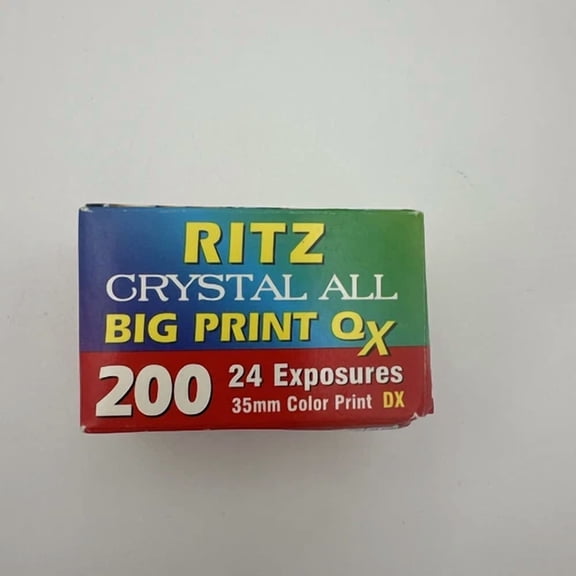 RITZ
CRYSTAL ALL
BIG PRINT QX
200
24 Exposures
35mm Color Print DX